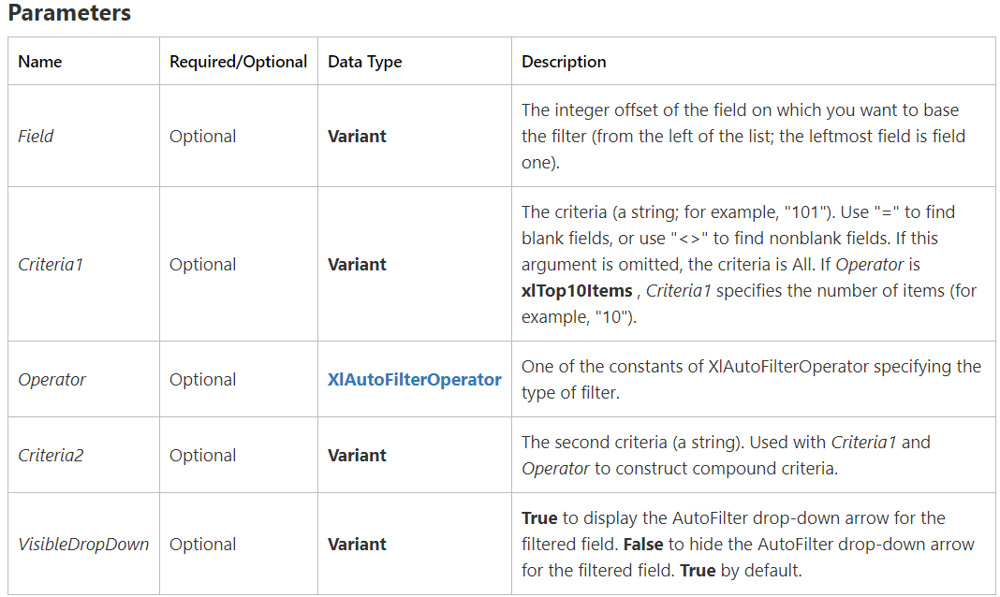 Parameters
Name Required/Optional Data Type Description
Field Optional Variant The integer offset of the field on which you want to base
the filter (from the left of the list; the leftmost field is field
one).
Criteria1 Optional Variant The criteria (a string; for example, "101"). Use "=" to find
blank fields, or use "<>" to find nonblank fields. If this
argument is omitted, the criteria is All. If Operator is
xlTop10Items , Criteria1 specifies the number of items (for
example, "10").
Operator Optional XlAutoFilterOperator One of the constants of XlAutoFilterOperator specifying the
type of filter.
Criteria2 Optional Variant The second criteria (a string). Used with Criteria1 and
Operator to construct compound criteria.
VisibleDropDown Optional Variant True to display the AutoFilter drop-down arrow for the
filtered field. False to hide the AutoFilter drop-down arrow
for the filtered field. True by default.